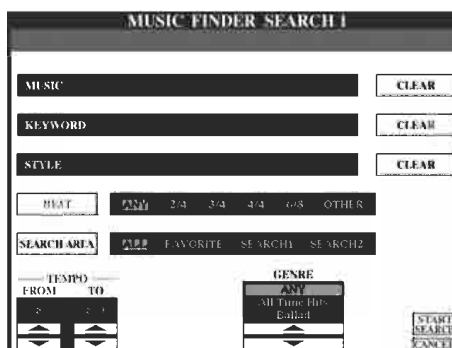 MUSIC FINDER SEARCH 1
MUSIC CLEAR
KEYWORD CLEAR
STYLE CLEAR
BEAT ANY 2/4 3/4 4/4 6/8 OTHER
SEARCH AREA ALL FAVORITE SEARCH1 SEARCH2
TEMPO GENRE
FROM TO ANY
All Time Hits
Ballad
START
SEARCH
CANCEL